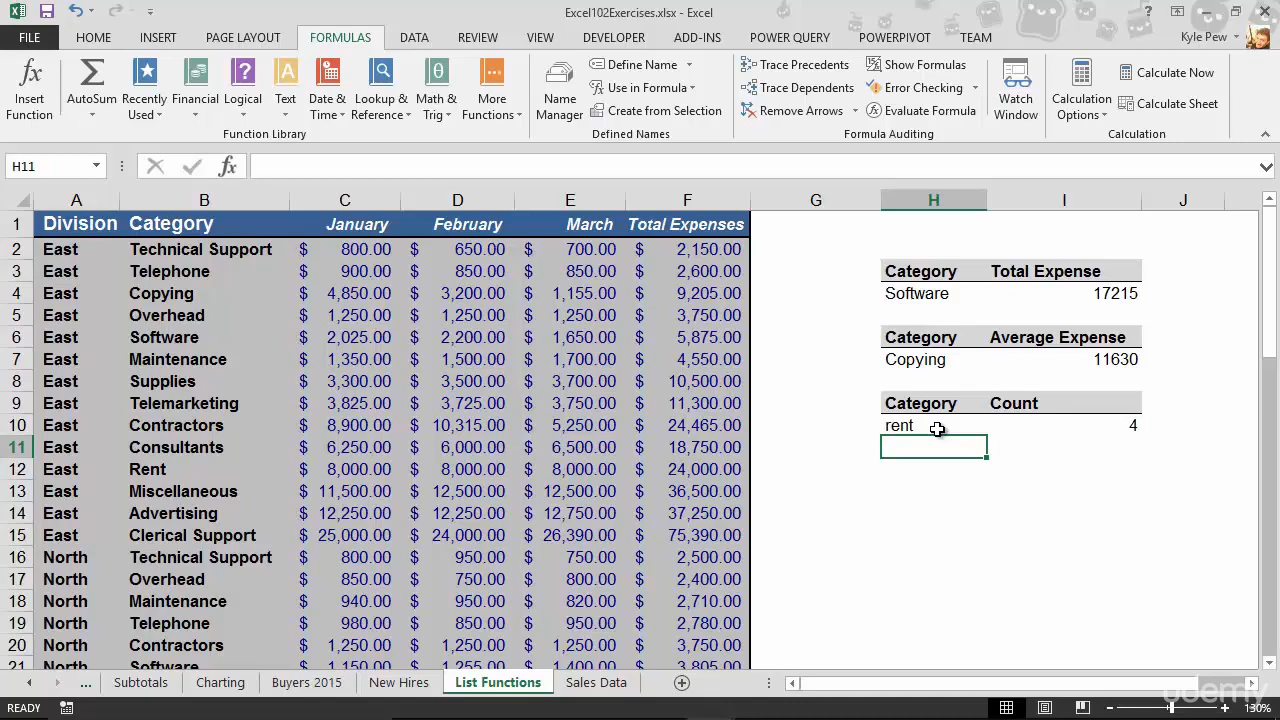 Excel102Exercises.xlsx - Excel
?
FILE HOME INSERT PAGE LAYOUT FORMULAS DATA REVIEW VIEW DEVELOPER ADD-INS POWER QUERY POWERPIVOT TEAM Kyle Pew
fx Σ ? A θ
Insert Function
AutoSum
Recently Used
Financial
Logical
Text
Date & Time
Lookup & Reference
Math & Trig
More Functions
Function Library
Name Manager
Define Name
Use in Formula
Create from Selection
Defined Names
Trace Precedents
Trace Dependents
Remove Arrows
Show Formulas
Error Checking
Evaluate Formula
Formula Auditing
Watch Window
Calculation Options
Calculate Now
Calculate Sheet
Calculation
H11 fx
A B C D E F G H I J
1 Division Category January February March Total Expenses
2 East Technical Support $ 800.00 $ 650.00 $ 700.00 $ 2,150.00
Category Total Expense
3 East Telephone $ 900.00 $ 850.00 $ 850.00 $ 2,600.00
4 East Copying $ 4,850.00 $ 3,200.00 $ 1,155.00 $ 9,205.00 Software 17215
5 East Overhead $ 1,250.00 $ 1,250.00 $ 1,250.00 $ 3,750.00
6 East Software $ 2,025.00 $ 2,200.00 $ 1,650.00 $ 5,875.00 Category Average Expense
7 East Maintenance $ 1,350.00 $ 1,500.00 $ 1,700.00 $ 4,550.00 Copying 11630
8 East Supplies $ 3,300.00 $ 3,500.00 $ 3,700.00 $ 10,500.00
9 East Telemarketing $ 3,825.00 $ 3,725.00 $ 3,750.00 $ 11,300.00 Category Count
10 East Contractors $ 8,900.00 $ 10,315.00 $ 5,250.00 $ 24,465.00 rent 4
11 East Consultants $ 6,250.00 $ 6,000.00 $ 6,500.00 $ 18,750.00
12 East Rent $ 8,000.00 $ 8,000.00 $ 8,000.00 $ 24,000.00
13 East Miscellaneous $ 11,500.00 $ 12,500.00 $ 12,500.00 $ 36,500.00
14 East Advertising $ 12,250.00 $ 12,250.00 $ 12,750.00 $ 37,250.00
15 East Clerical Support $ 25,000.00 $ 24,000.00 $ 26,390.00 $ 75,390.00
16 North Technical Support $ 800.00 $ 950.00 $ 750.00 $ 2,500.00
17 North Overhead $ 850.00 $ 750.00 $ 800.00 $ 2,400.00
18 North Maintenance $ 940.00 $ 950.00 $ 820.00 $ 2,710.00
19 North Telephone $ 980.00 $ 850.00 $ 950.00 $ 2,780.00
20 North Contractors $ 1,250.00 $ 1,250.00 $ 1,250.00 $ 3,750.00
21 North Software $ 1,150.00 $ 1,255.00 $ 1,400.00 $ 3,805.00
... Subtotals Charting Buyers 2015 New Hires List Functions Sales Data
udemy
READY 130%